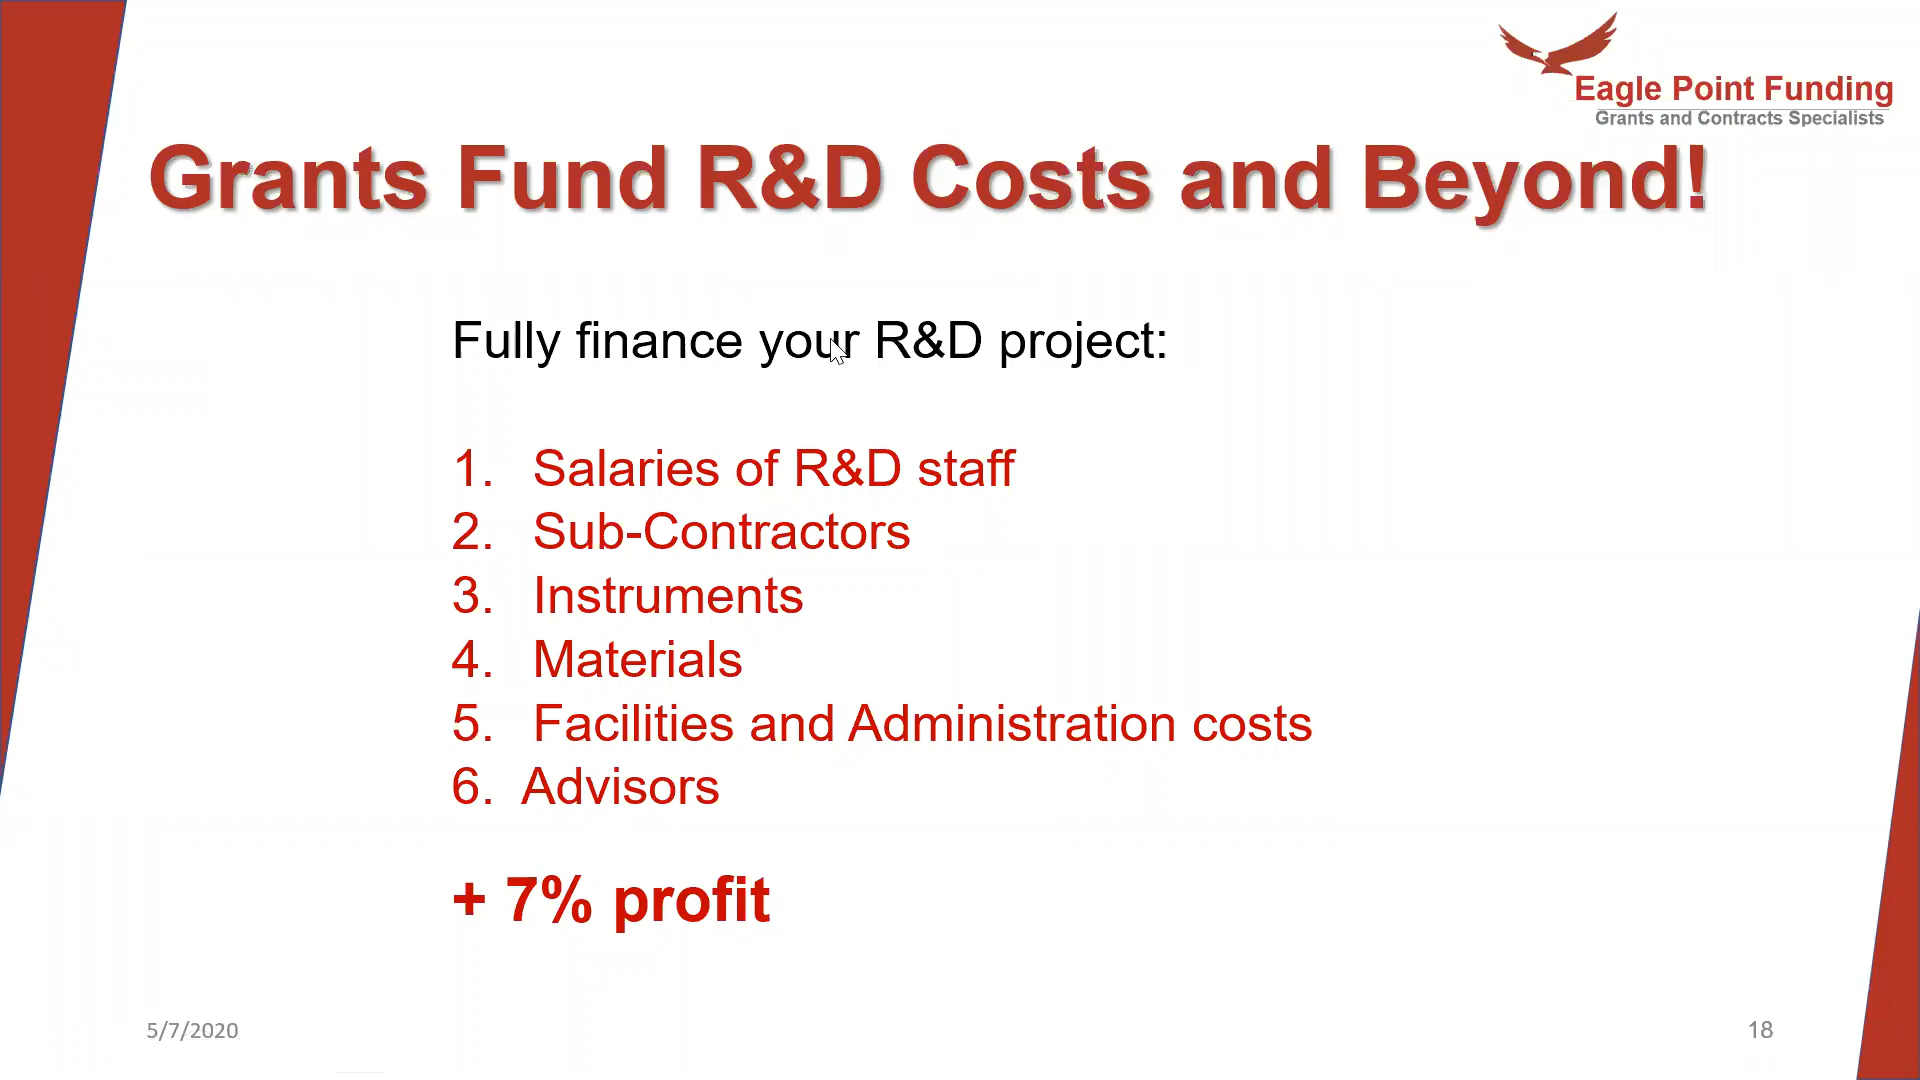 Eagle Point Funding
Grants and Contracts Specialists
Grants Fund R&D Costs and Beyond!
Fully finance your R&D project:
1. Salaries of R&D staff
2. Sub-Contractors
3. Instruments
4. Materials
5. Facilities and Administration costs
6. Advisors
+ 7% profit
5/7/2020
18